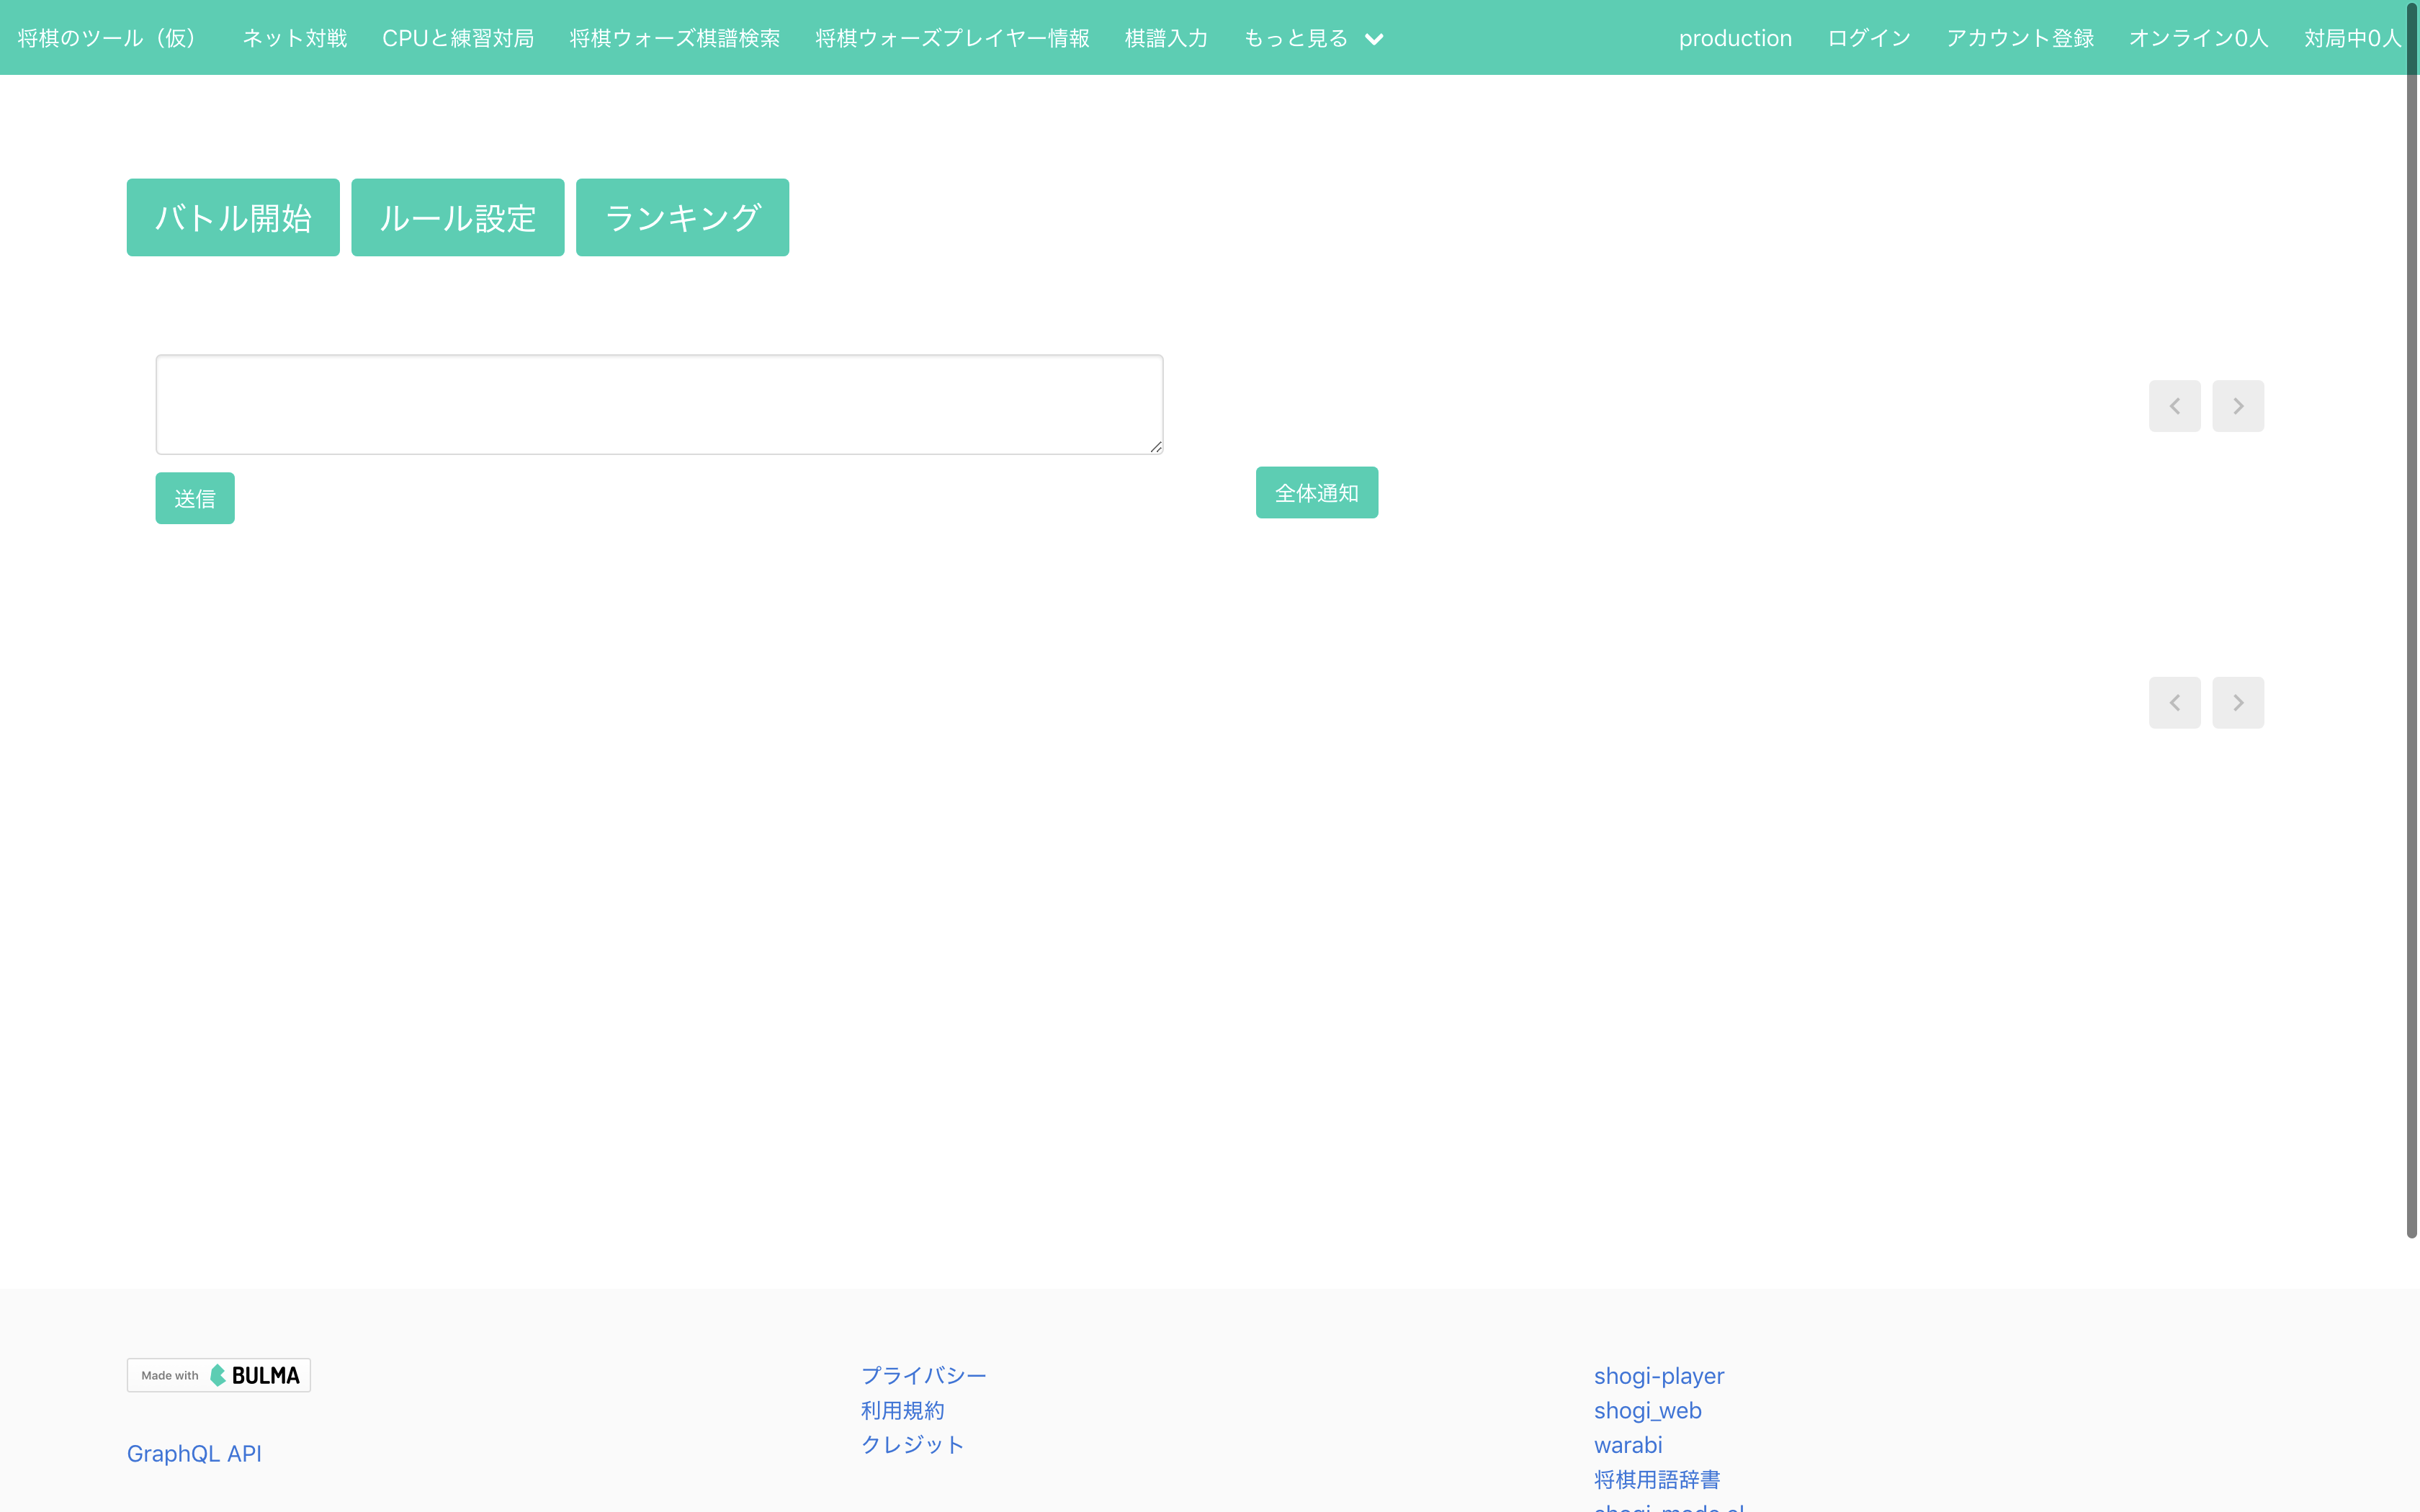 将棋のツール（仮） ネット対戦 CPUと練習対局 将棋ウォーズ棋譜検索 将棋ウォーズプレイヤー情報 棋譜入力 もっと見る production ログイン アカウント登録 オンライン0人 対局中0人
バトル開始 ルール設定 ランキング
送信 全体通知
Made with BULMA
GraphQL API
プライバシー
利用規約
クレジット
shogi-player
shogi_web
warabi
将棋用語辞書